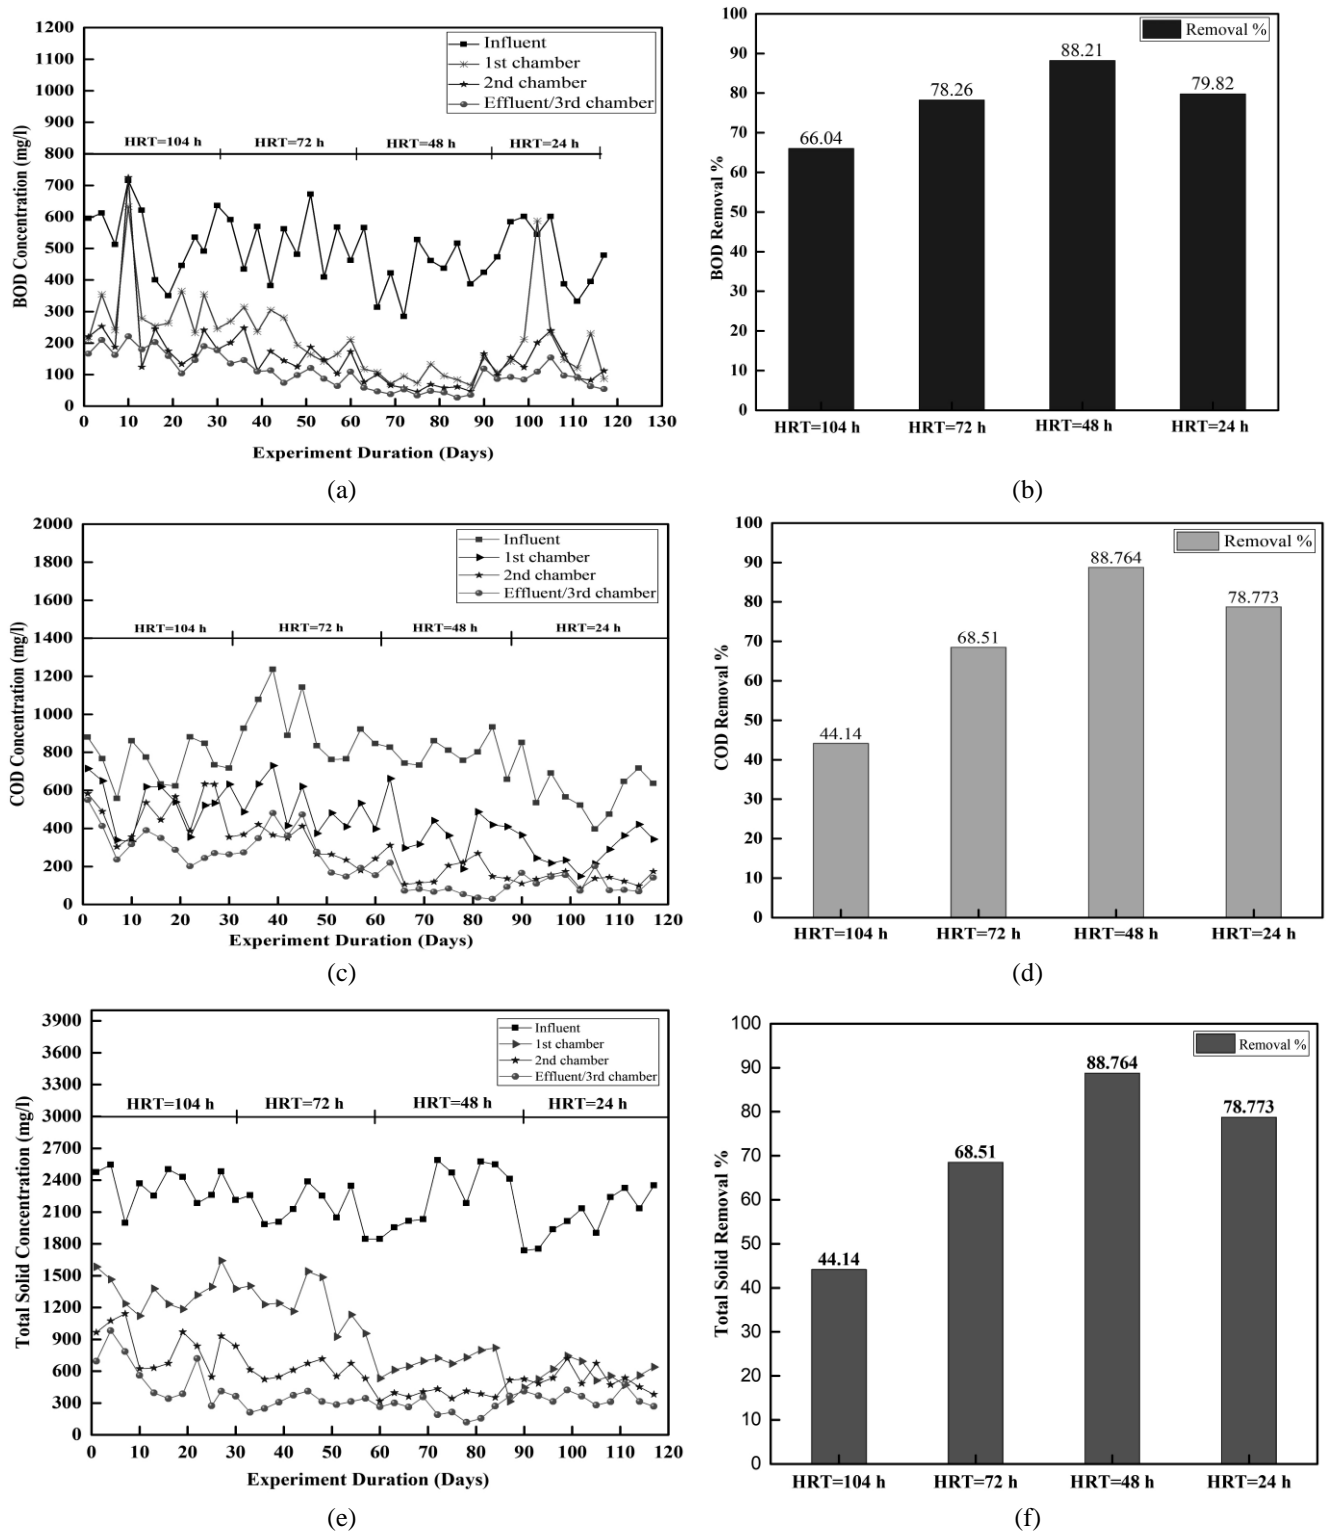 1200
1100
1000
900
800
700
600
500
400
300
200
100
0
BOD Concentration (mg/l)
Influent
1st chamber
2nd chamber
Effluent/3rd chamber
HRT=104 h HRT=72 h HRT=48 h HRT=24 h
0 10 20 30 40 50 60 70 80 90 100 110 120 130
Experiment Duration (Days)
(a)
100
90
80
70
60
50
40
30
20
10
0
BOD Removal %
Removal %
66.04 78.26 88.21 79.82
HRT=104 h HRT=72 h HRT=48 h HRT=24 h
(b)
2000
1800
1600
1400
1200
1000
800
600
400
200
0
COD Concentration (mg/l)
Influent
1st chamber
2nd chamber
Effluent/3rd chamber
HRT=104 h HRT=72 h HRT=48 h HRT=24 h
0 10 20 30 40 50 60 70 80 90 100 110 120
Experiment Duration (Days)
(c)
100
90
80
70
60
50
40
30
20
10
0
COD Removal %
Removal %
44.14 68.51 88.764 78.773
HRT=104 h HRT=72 h HRT=48 h HRT=24 h
(d)
3900
3600
3300
3000
2700
2400
2100
1800
1500
1200
900
600
300
0
Total Solid Concentration (mg/l)
Influent
1st chamber
2nd chamber
Effluent/3rd chamber
HRT=104 h HRT=72 h HRT=48 h HRT=24 h
0 10 20 30 40 50 60 70 80 90 100 110 120
Experiment Duration (Days)
(e)
100
90
80
70
60
50
40
30
20
10
0
Total Solid Removal %
Removal %
44.14 68.51 88.764 78.773
HRT=104 h HRT=72 h HRT=48 h HRT=24 h
(f)